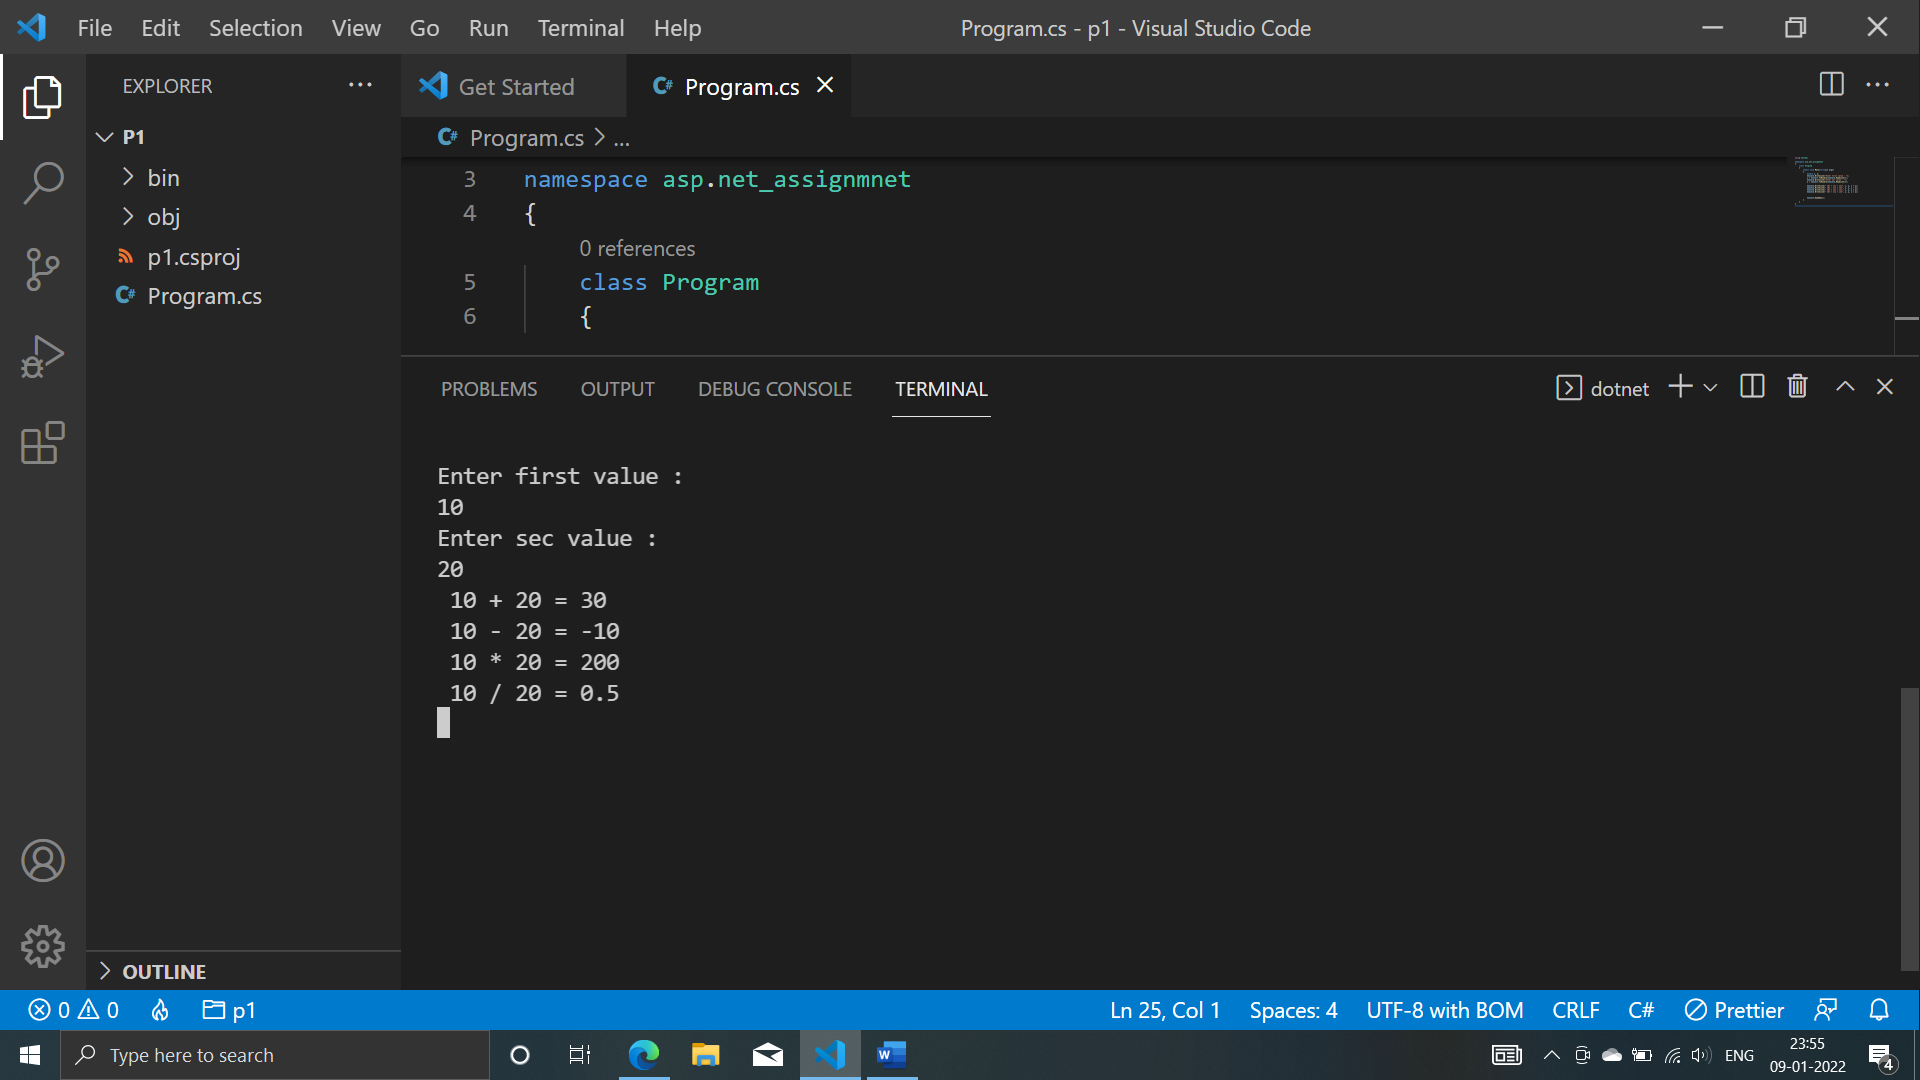 File Edit Selection View Go Run Terminal Help
Program.cs - p1 - Visual Studio Code
EXPLORER
P1
bin
obj
p1.csproj
C# Program.cs
Get Started
C# Program.cs
C# Program.cs > ...
3 namespace asp.net_assignmnet
4 {
0 references
5 class Program
6 {
PROBLEMS OUTPUT DEBUG CONSOLE TERMINAL
dotnet
Enter first value :
10
Enter sec value :
20
10 + 20 = 30
10 - 20 = -10
10 * 20 = 200
10 / 20 = 0.5
OUTLINE
0 0 p1
Ln 25, Col 1 Spaces: 4 UTF-8 with BOM CRLF C# Prettier
Type here to search
W
ENG
23:55
09-01-2022
4